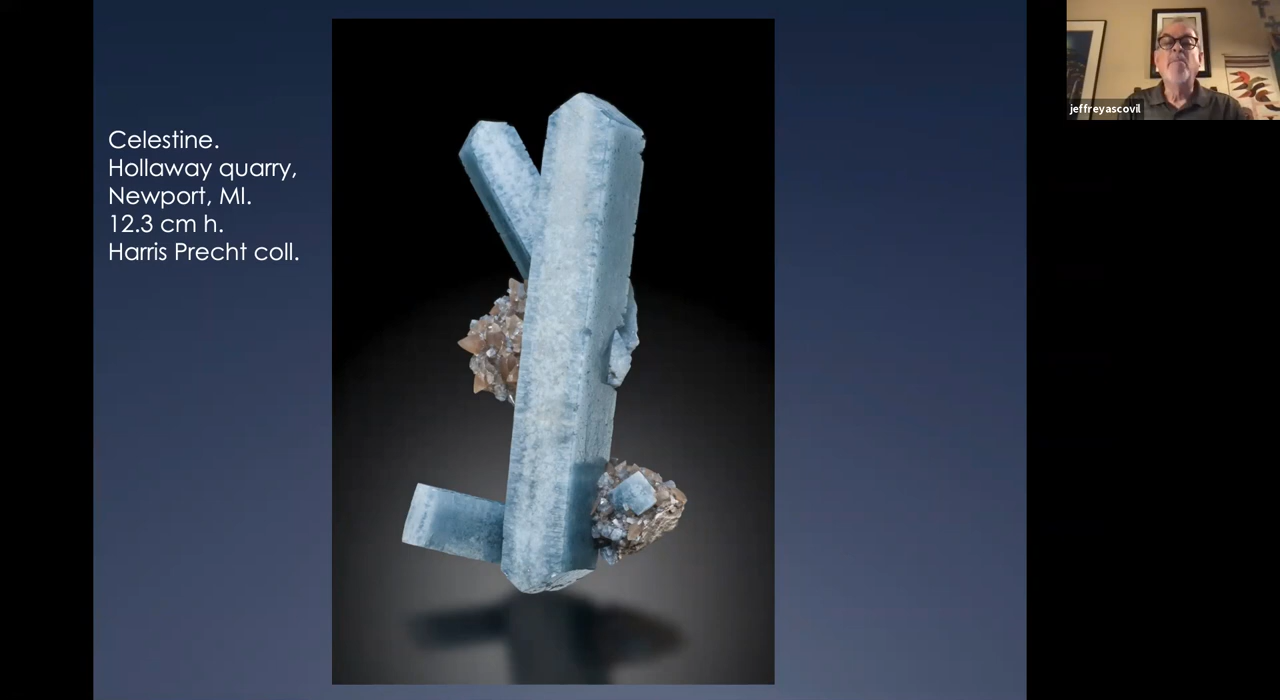 Celestine.
Hollaway quarry,
Newport, MI.
12.3 cm h.
Harris Precht coll.
jeffreyascovil